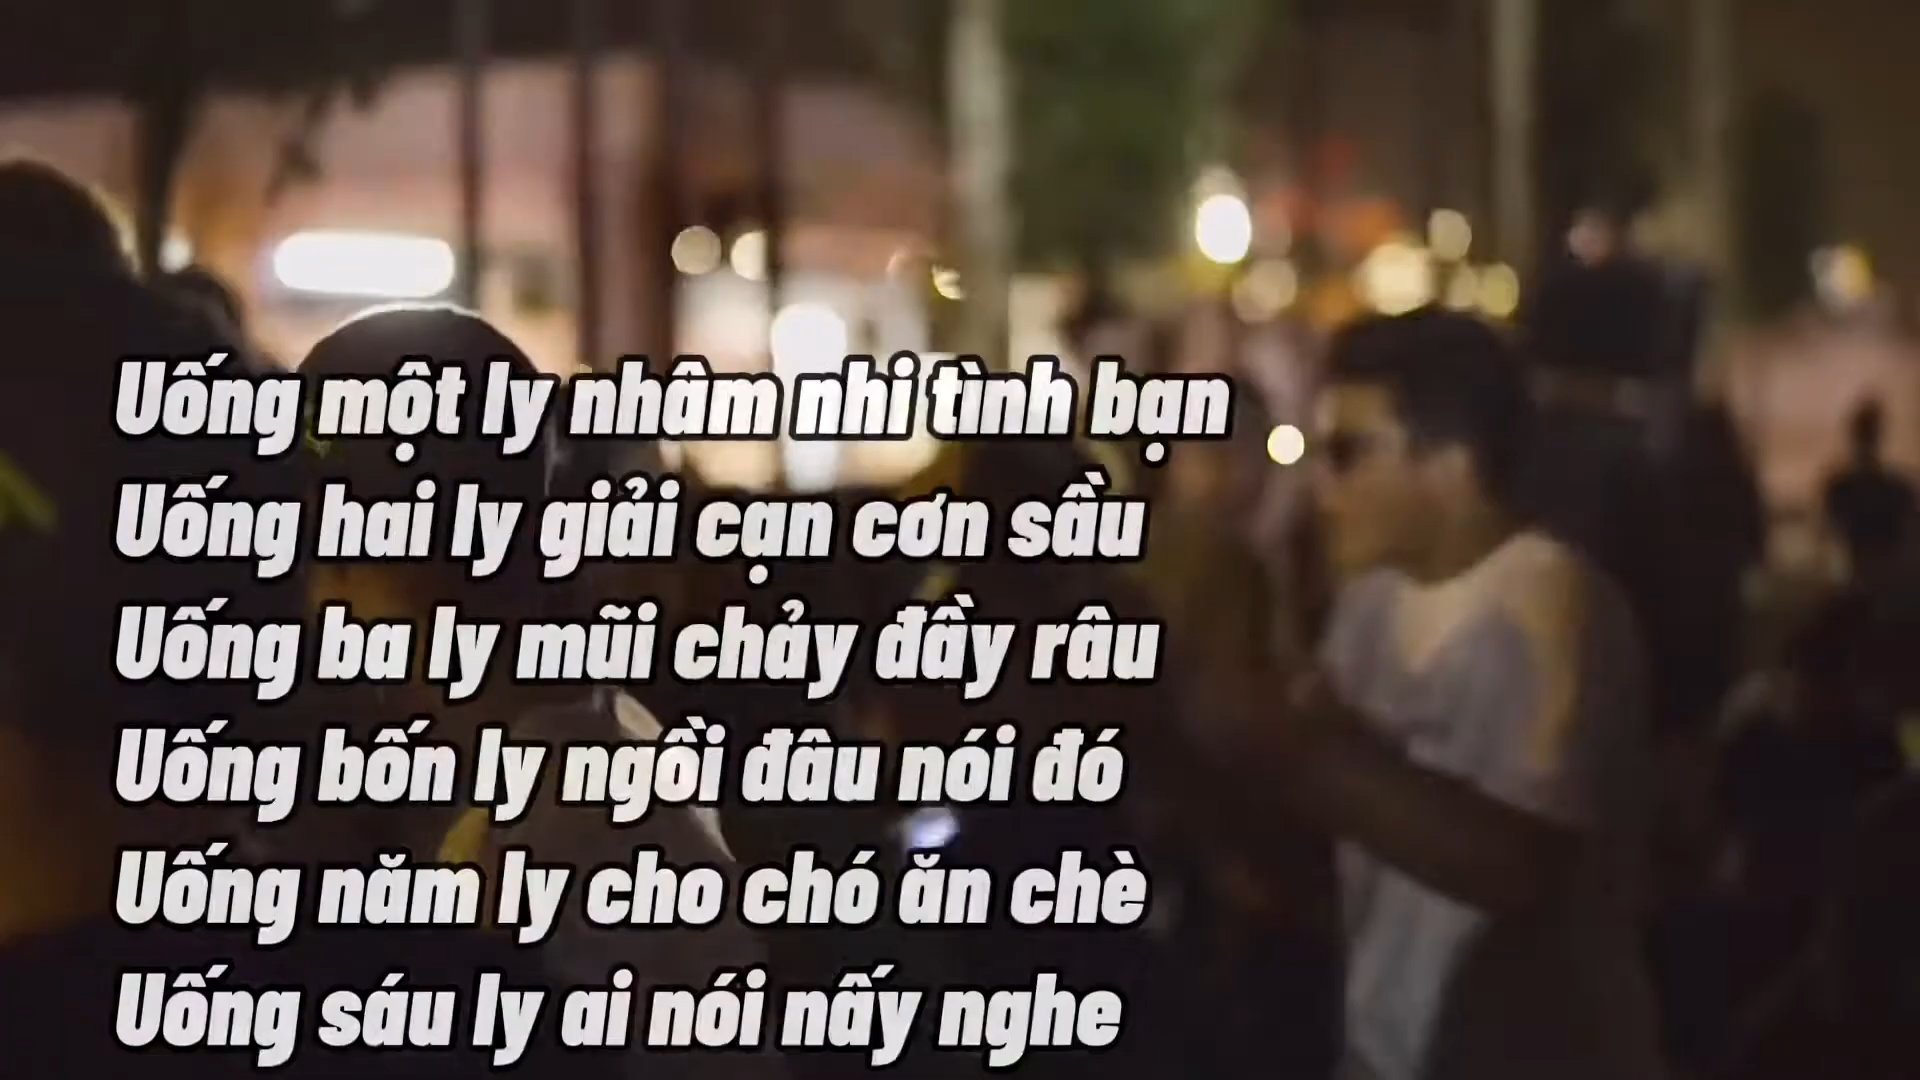 Uống một ly nhâm nhi tình bạn
Uống hai ly giải cạn cơn sầu
Uống ba ly mũi chảy đầy râu
Uống bốn ly ngồi đâu nói đó
Uống năm ly cho chó ăn chè
Uống sáu ly ai nói nấy nghe